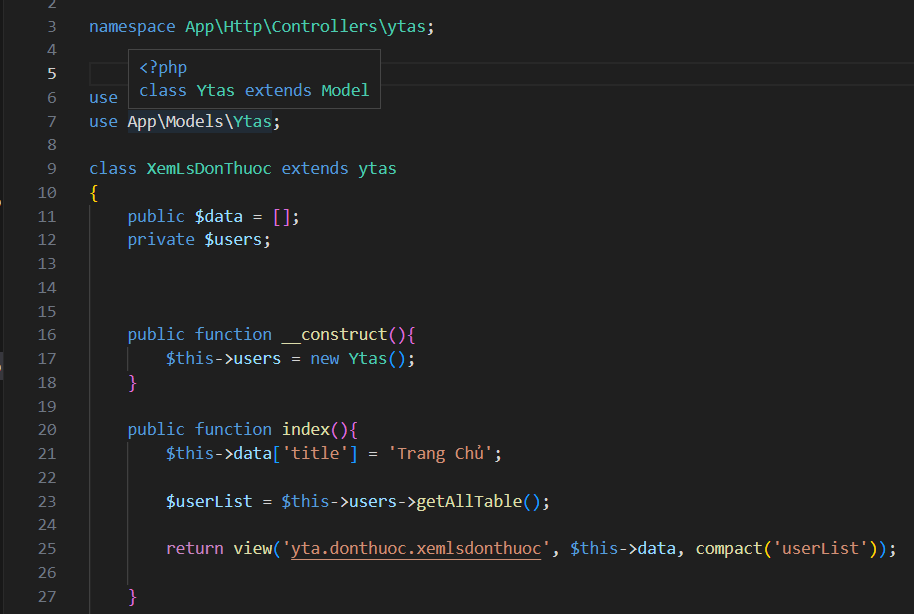 2
3 namespace App\Http\Controllers\ytas;
4
<?php
5
class Ytas extends Model
6 use
7 use App\Models\Ytas;
8
9 class XemLsDonThuoc extends ytas
10 {
11 public $data = [];
12 private $users;
13
14
15
16 public function __construct(){
17 $this->users = new Ytas();
18 }
19
20 public function index(){
21 $this->data['title'] = 'Trang Chủ';
22
23 $userList = $this->users->getAllTable();
24
25 return view('yta.donthuoc.xemlsdonthuoc', $this->data, compact('userList'));
26
27 }